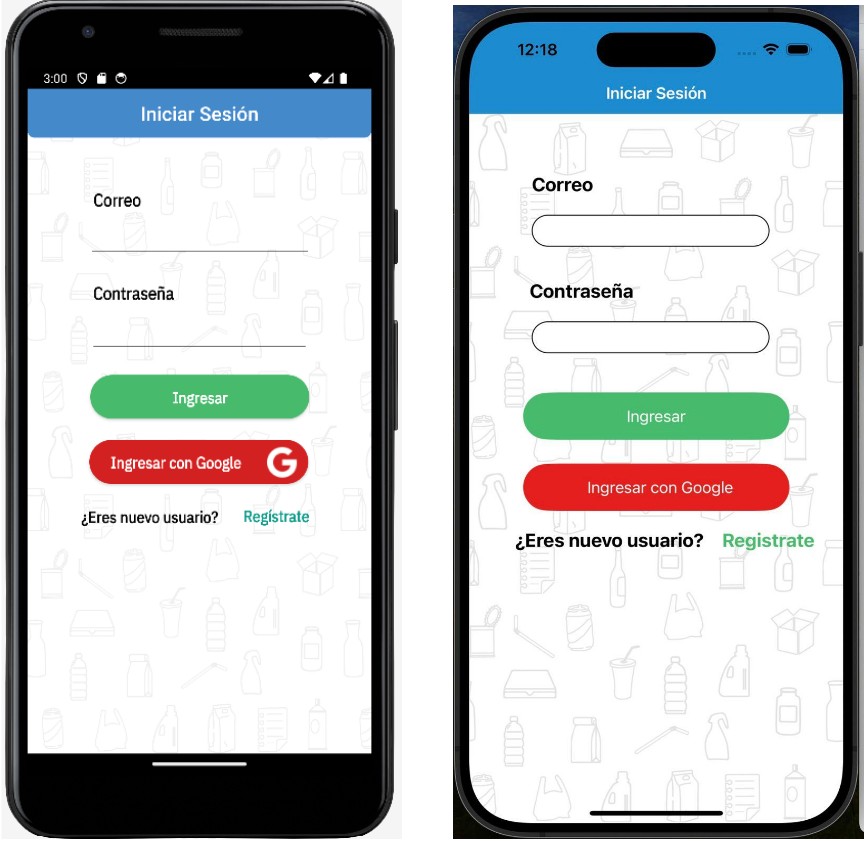 3:00
Iniciar Sesión
Correo
Contraseña
Ingresar
Ingresar con Google G
¿Eres nuevo usuario? Regístrate
12:18
Iniciar Sesión
Correo
Contraseña
Ingresar
Ingresar con Google
¿Eres nuevo usuario? Registrate